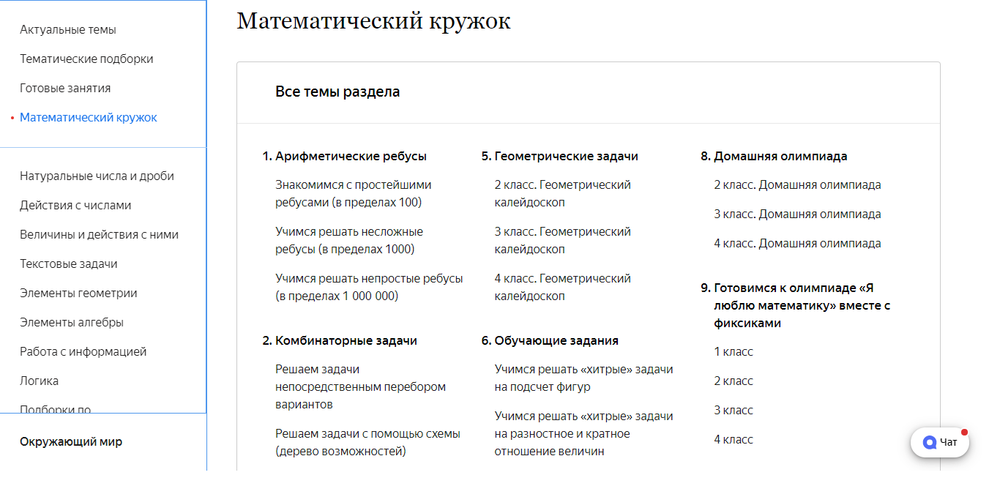 Актуальные темы
Тематические подборки
Готовые занятия
Математический кружок
Натуральные числа и дроби
Действия с числами
Величины и действия с ними
Текстовые задачи
Элементы геометрии
Элементы алгебры
Работа с информацией
Логика
Подборки по
Окружающий мир
Математический кружок
Все темы раздела
1. Арифметические ребусы
Знакомимся с простейшими
ребусами (в пределах 100)
Учимся решать несложные
ребусы (в пределах 1000)
Учимся решать непростые ребусы
(в пределах 1 000 000)
2. Комбинаторные задачи
Решаем задачи
непосредственным перебором
вариантов
Решаем задачи с помощью схемы
(дерево возможностей)
5. Геометрические задачи
2 класс. Геометрический
калейдоскоп
3 класс. Геометрический
калейдоскоп
4 класс. Геометрический
калейдоскоп
6. Обучающие задания
Учимся решать «хитрые» задачи
на подсчет фигур
Учимся решать «хитрые» задачи
на разностное и кратное
отношение величин
8. Домашняя олимпиада
2 класс. Домашняя олимпиада
3 класс. Домашняя олимпиада
4 класс. Домашняя олимпиада
9. Готовимся к олимпиаде «Я
люблю математику» вместе с
фиксиками
1 класс
2 класс
3 класс
4 класс
Чат